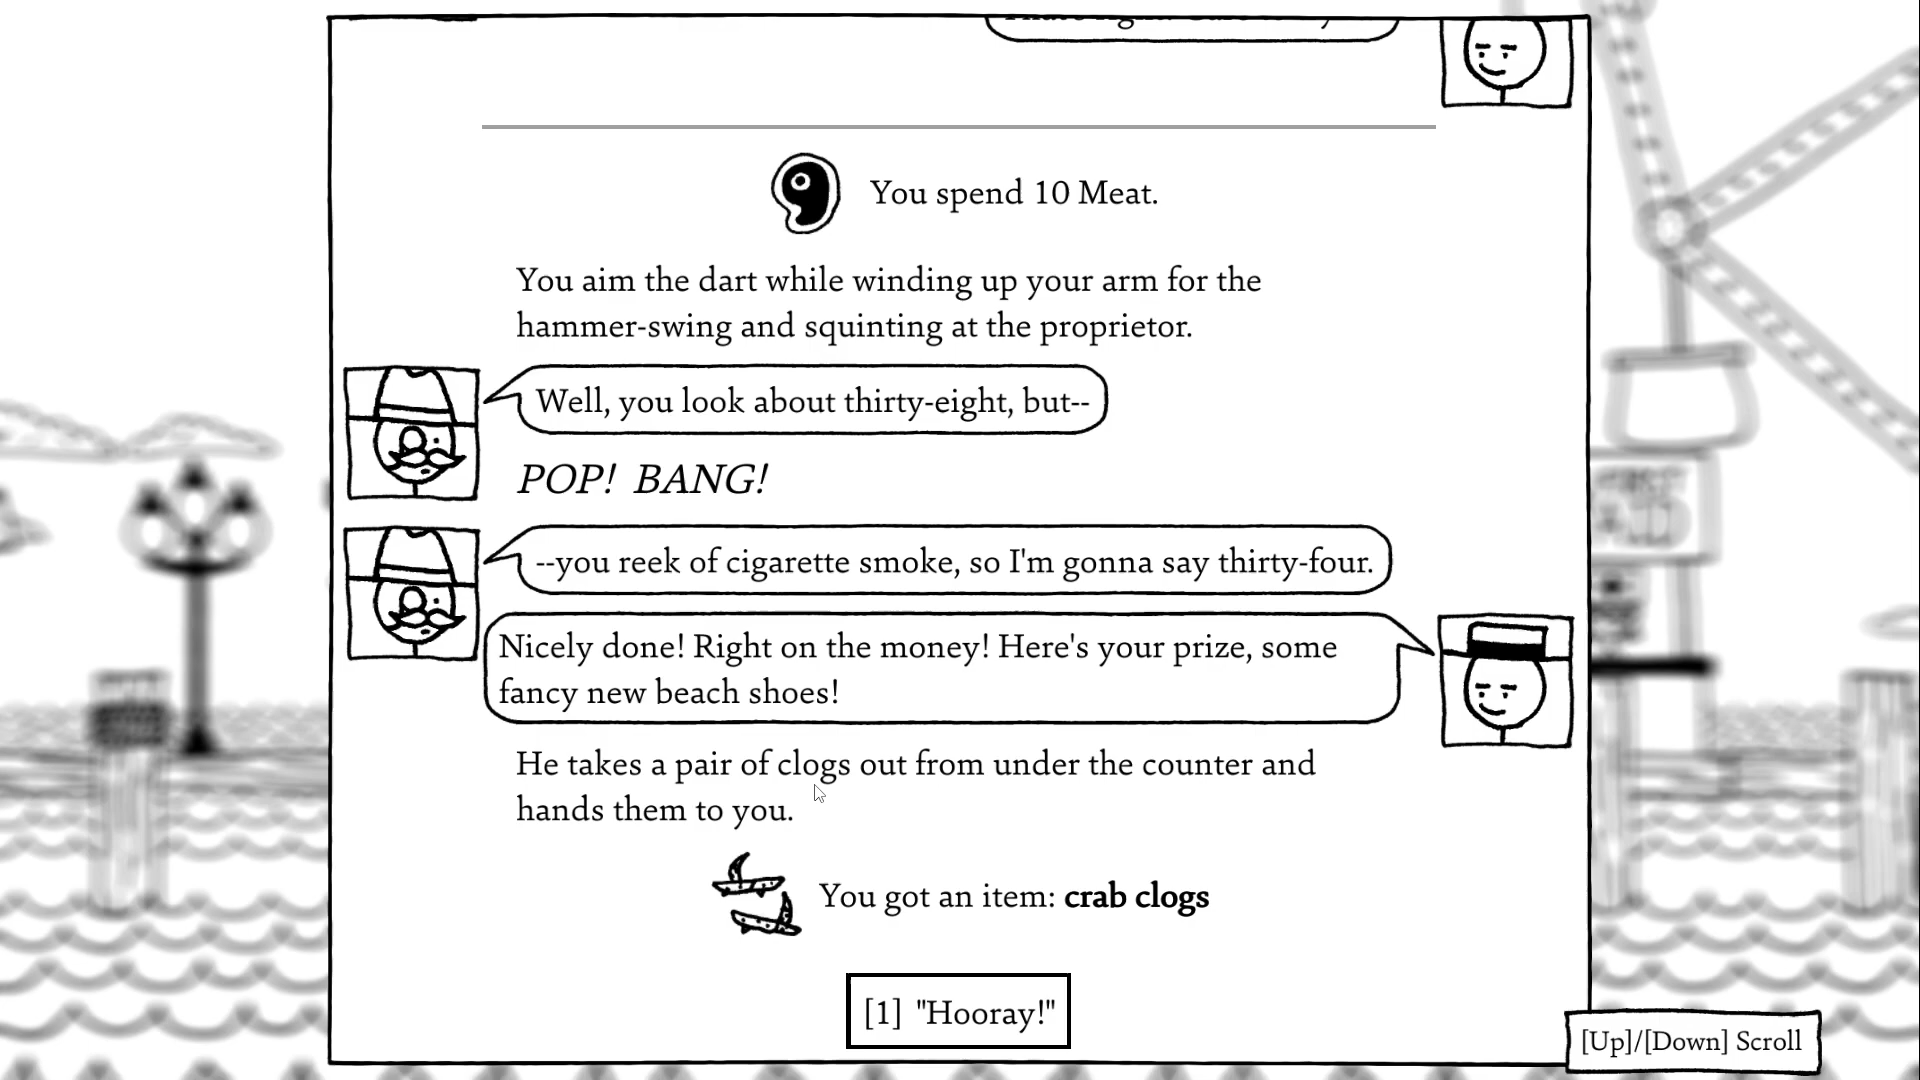 You spend 10 Meat.
You aim the dart while winding up your arm for the
hammer-swing and squinting at the proprietor.
Well, you look about thirty-eight, but--
POP! BANG!
--you reek of cigarette smoke, so I'm gonna say thirty-four.
Nicely done! Right on the money! Here's your prize, some
fancy new beach shoes!
He takes a pair of clogs out from under the counter and
hands them to you.
You got an item: crab clogs
[1] "Hooray!"
[Up]/[Down] Scroll